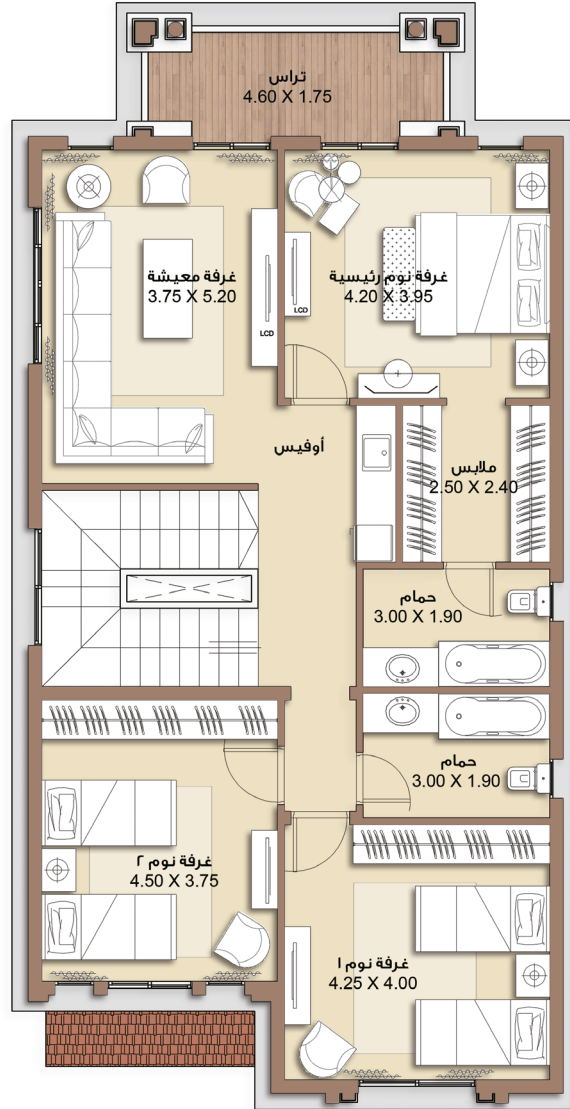 تراس
4.60 X 1.75
غرفة معيشة
3.75 X 5.20
LCD
غرفة نوم رئيسية
4.20 X 3.95
LCD
أوفيس
ملابس
2.50 X 2.40
حمام
3.00 X 1.90
حمام
3.00 X 1.90
غرفة نوم ٢
4.50 X 3.75
غرفة نوم ١
4.25 X 4.00